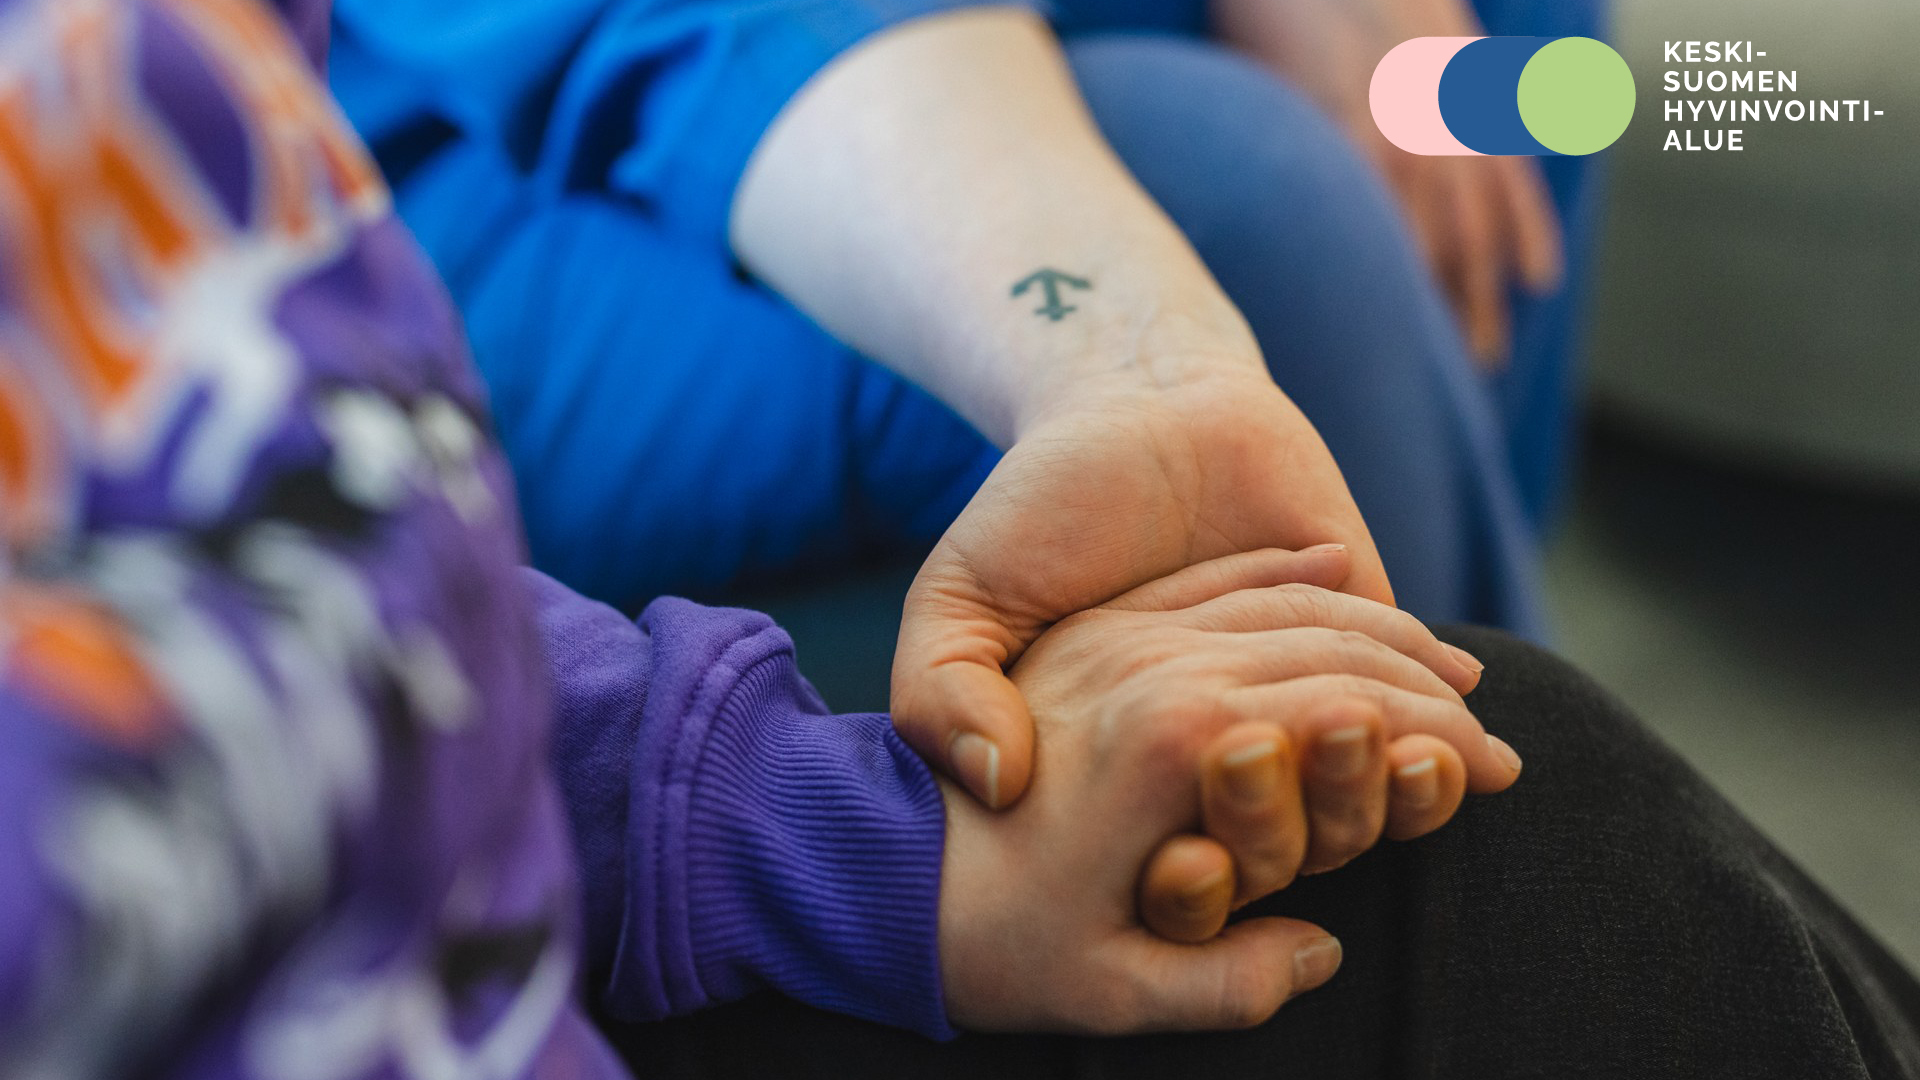 KESKI-
SUOMEN
HYVINVOINTI-
ALUE